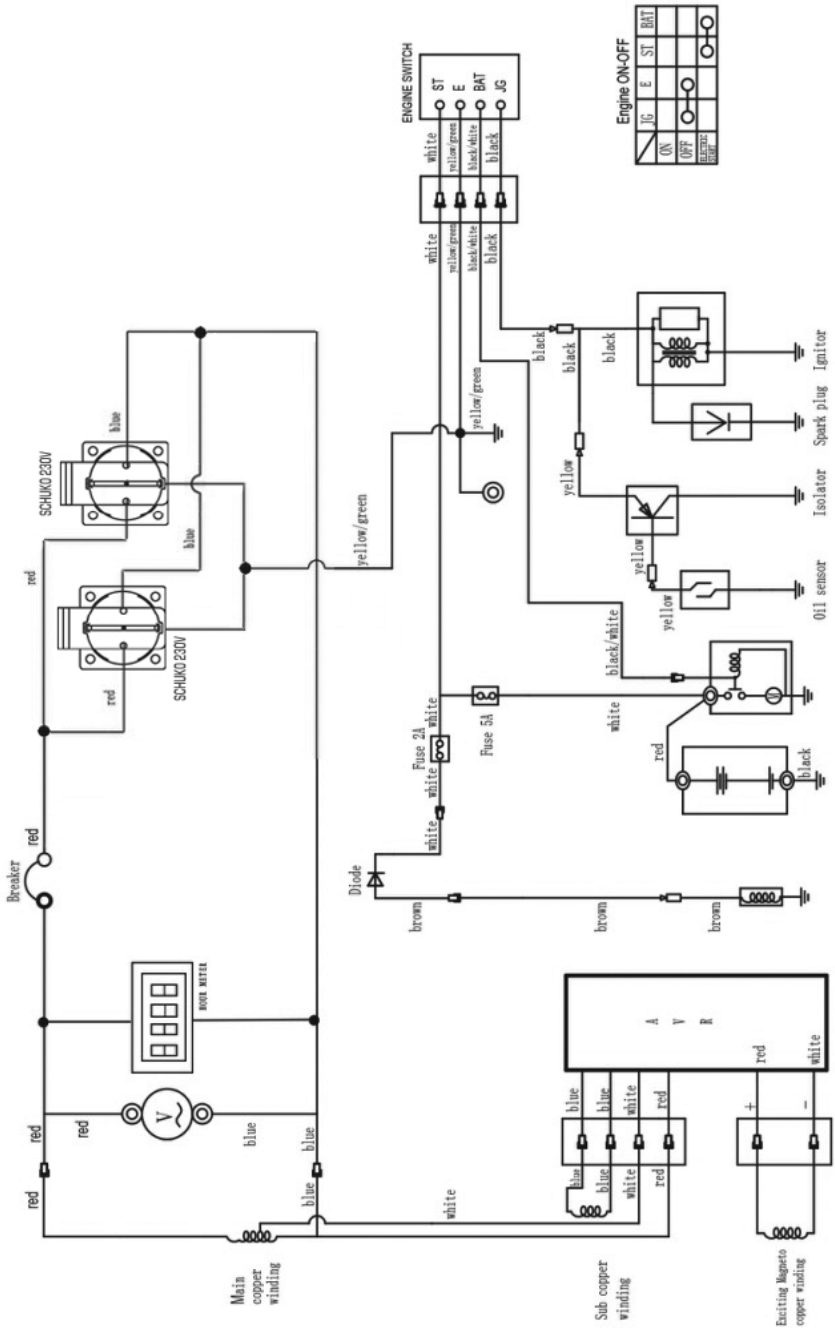 ENGINE SWITCH
ST
E
BAT
JG
white
yellow/green
black/white
black
white
yellow/green
black/white
black
Engine ON-OFF
JG
E
ST
BAT
ON
OFF
ELECTRIC
START
SCHUKO 230V
blue
red
SCHUKO 230V
blue
red
yellow/green
yellow/green
black
black
black
yellow
yellow
yellow
Ignitor
Spark plug
Isolator
Oil sensor
black/white
white
Fuse 2A
white
white
Fuse 5A
white
red
black
Diode
brown
brown
brown
Breaker
red
HOUR METER
V
red
red
red
blue
blue
blue
Main
copper
winding
white
A V R
blue
blue
white
red
blue
blue
white
red
Sub copper
winding
red
white
+
-
Exciting Magneto
copper winding